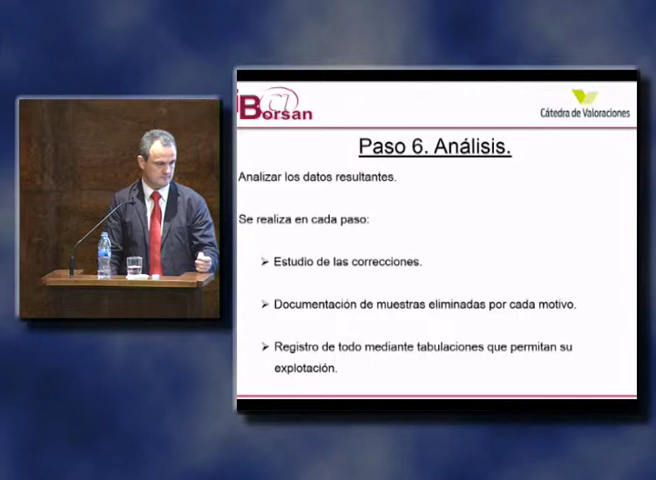 Borsan
Cátedra de Valoraciones
Paso 6. Análisis.
Analizar los datos resultantes.
Se realiza en cada paso:
➢ Estudio de las correcciones.
➢ Documentación de muestras eliminadas por cada motivo.
➢ Registro de todo mediante tabulaciones que permitan su
explotación.